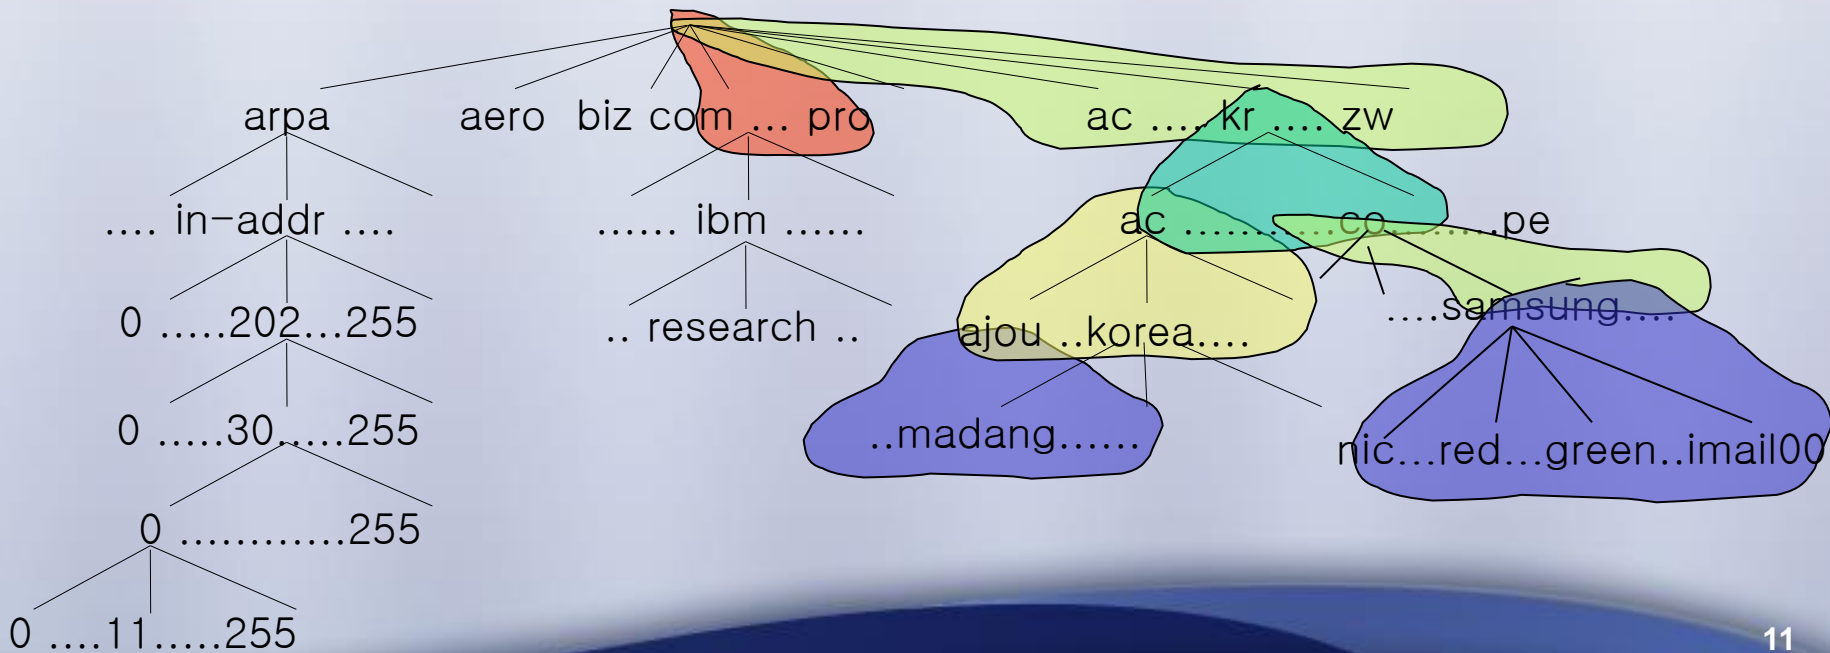 arpa aero biz com ... pro ac .... kr .... zw
.... in-addr .... ...... ibm ...... ac ...........co.........pe
0 .....202...255 .. research .. ajou ..korea.... ....samsung....
0 .....30.....255 ..madang...... nic...red...green..imail00
0 ............255
0 ....11.....255
11